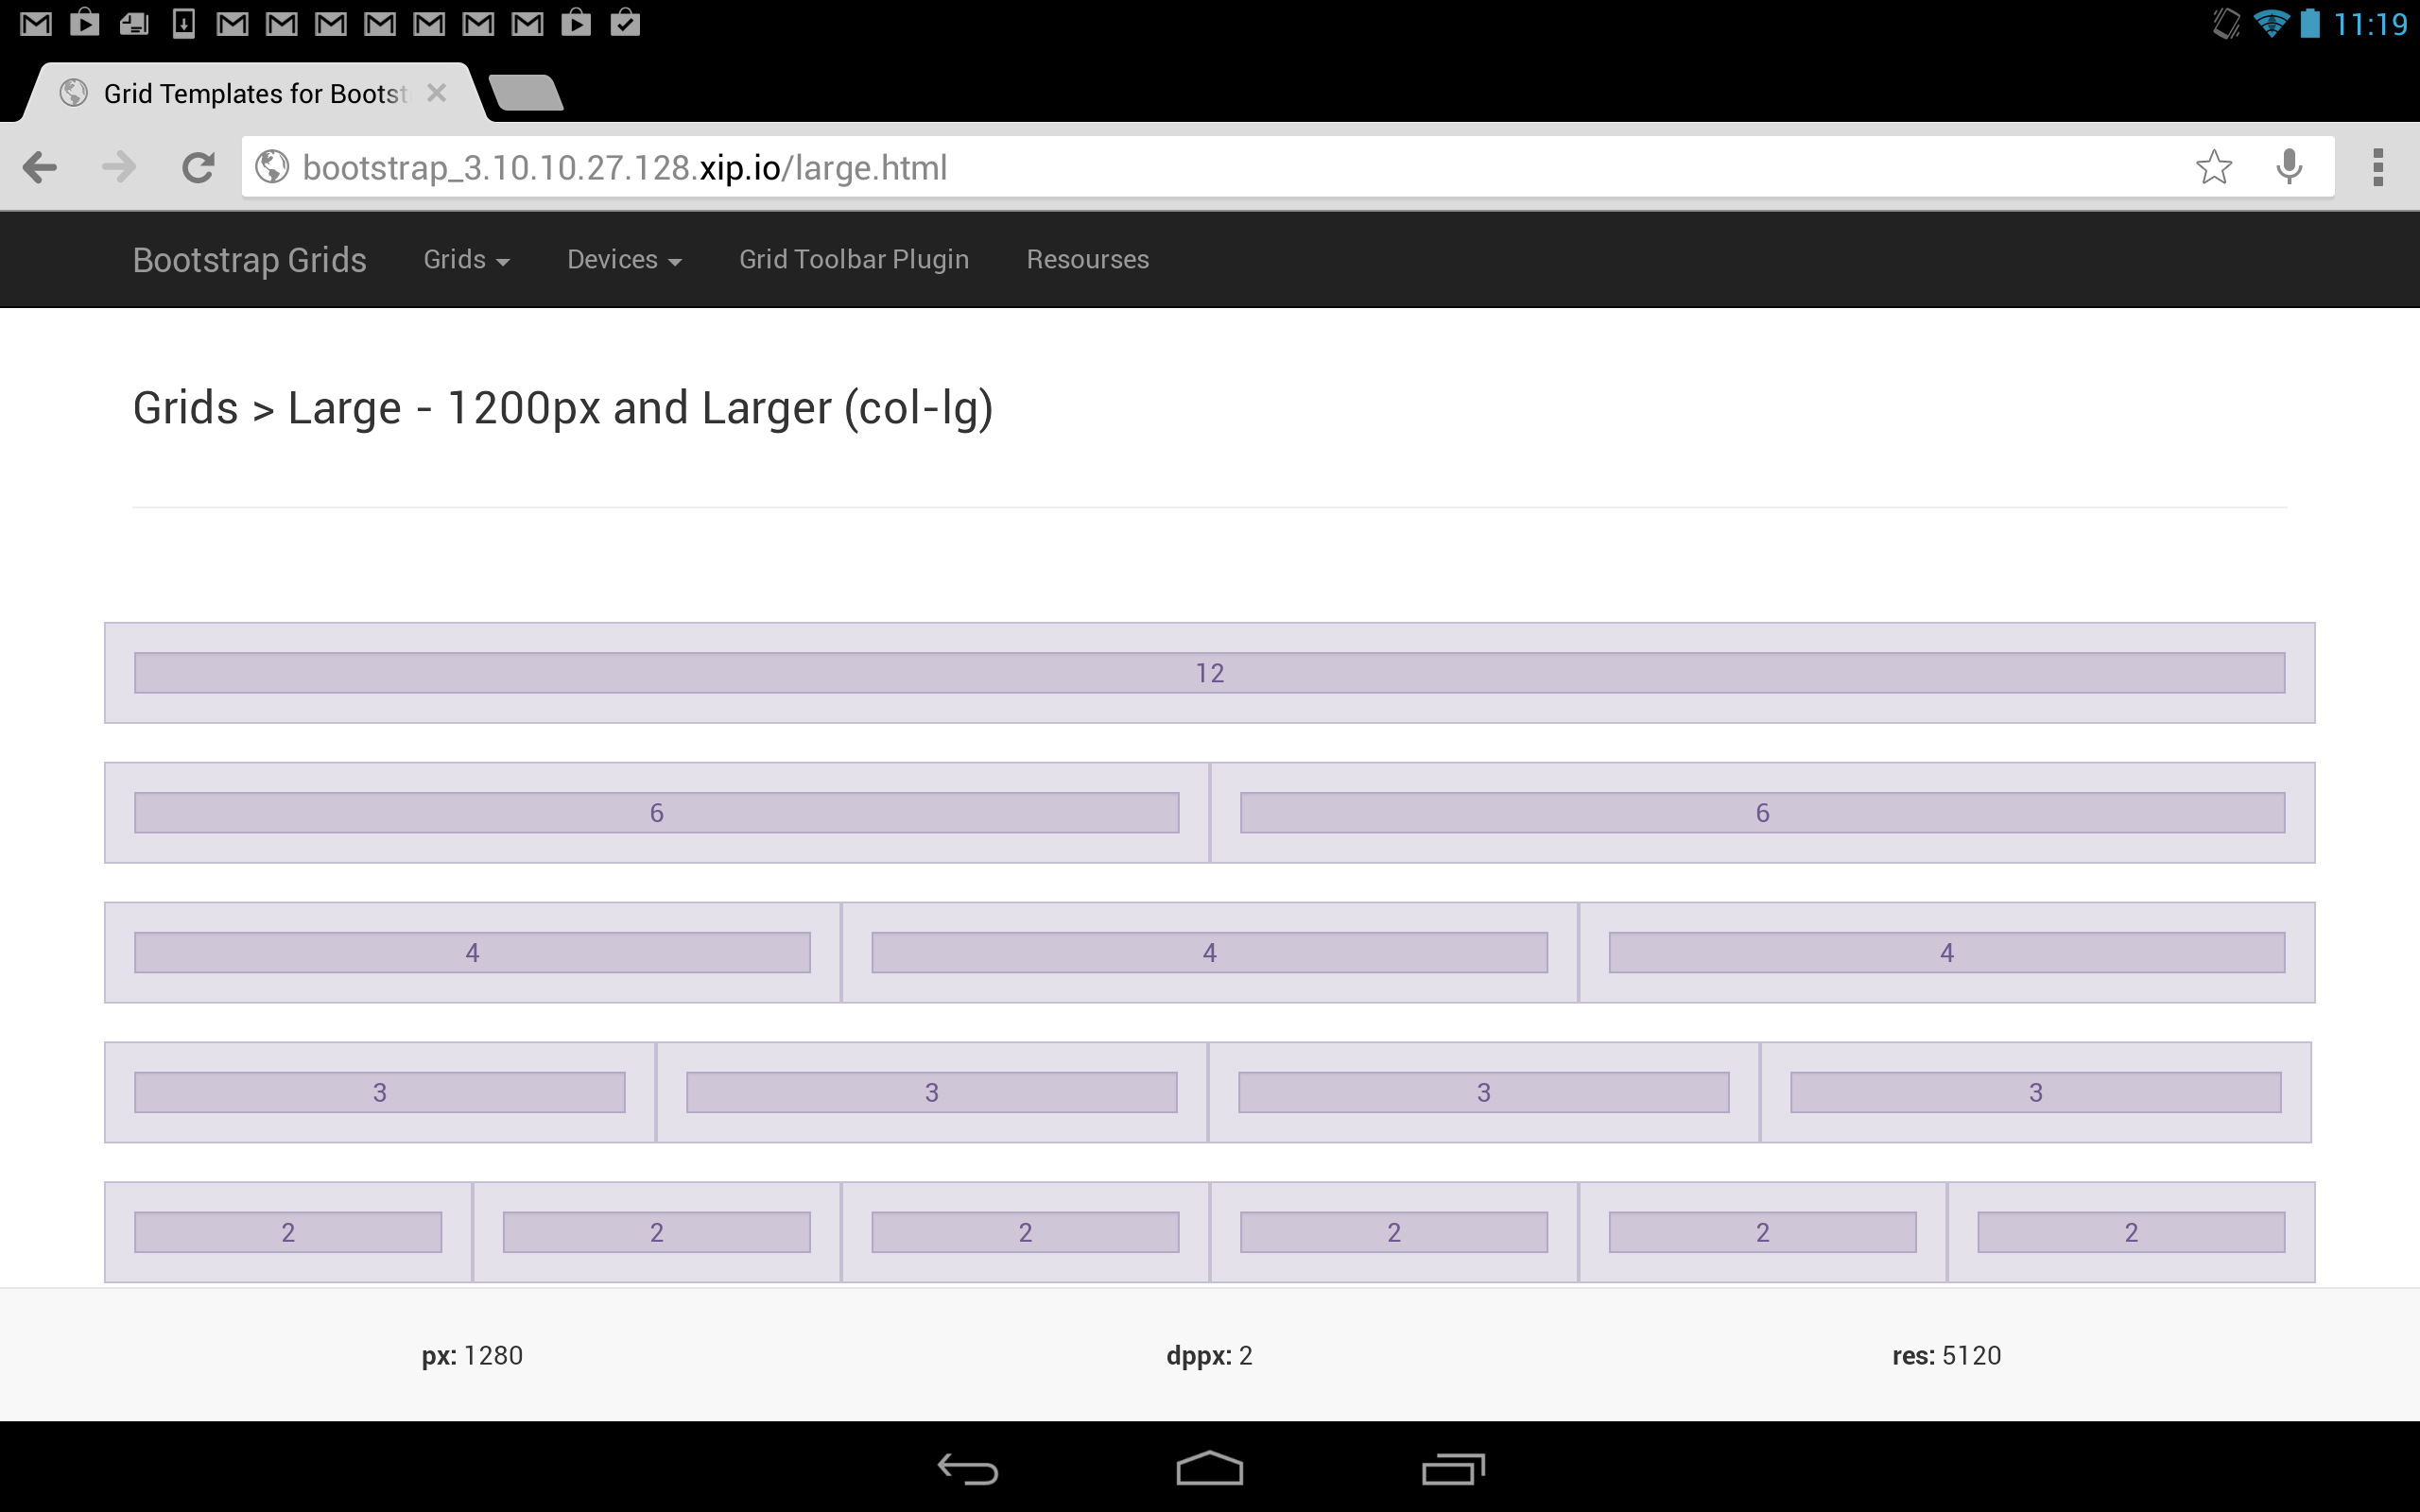 11:19
Grid Templates for Bootst
bootstrap_3.10.10.27.128.xip.io/large.html
Bootstrap Grids Grids Devices Grid Toolbar Plugin Resourses
Grids > Large - 1200px and Larger (col-lg)
12
6 6
4 4 4
3 3 3 3
2 2 2 2 2 2
px: 1280 dppx: 2 res: 5120